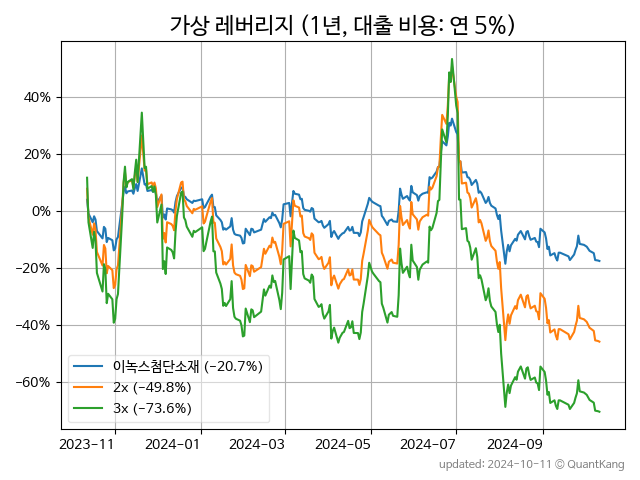 가상 레버리지 (1년, 대출 비용: 연 5%)
40%
20%
0%
−20%
−40%
−60%
이녹스첨단소재 (−20.7%)
2x (−49.8%)
3x (−73.6%)
2023-11 2024-01 2024-03 2024-05 2024-07 2024-09
updated: 2024-10-11 © QuantKang